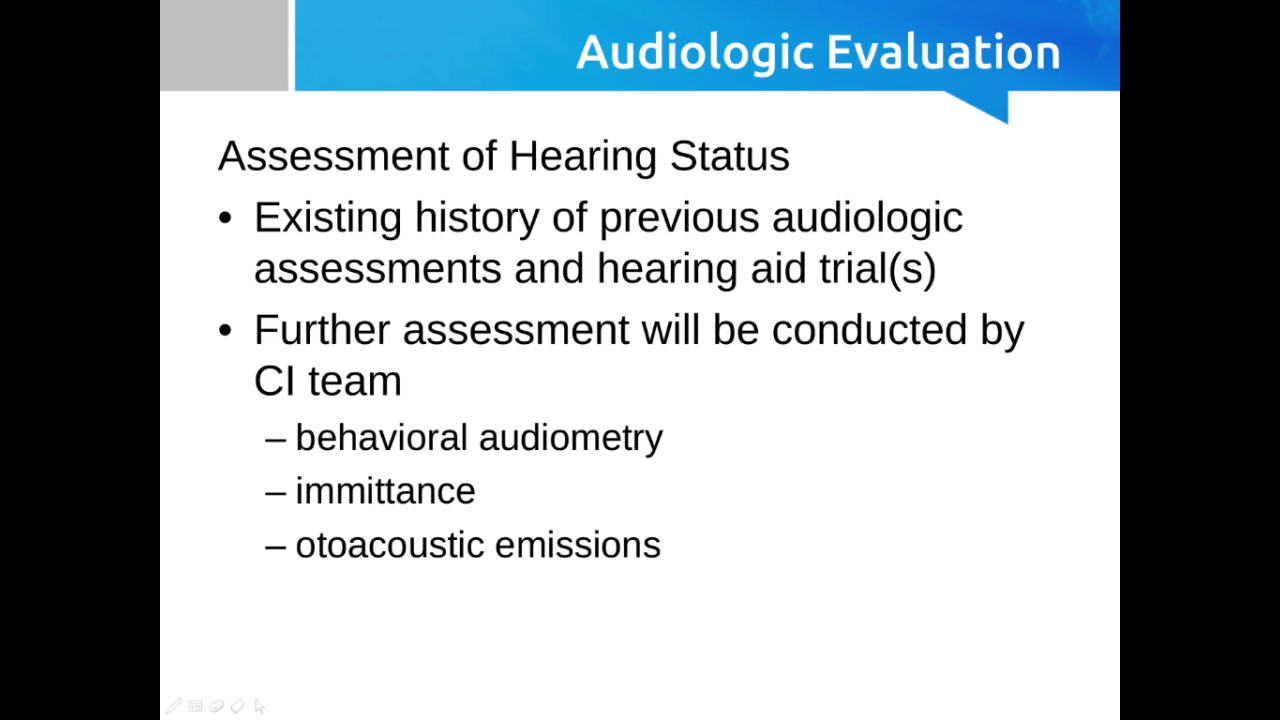 Audiologic Evaluation
Assessment of Hearing Status
• Existing history of previous audiologic
assessments and hearing aid trial(s)
• Further assessment will be conducted by
CI team
– behavioral audiometry
– immittance
– otoacoustic emissions